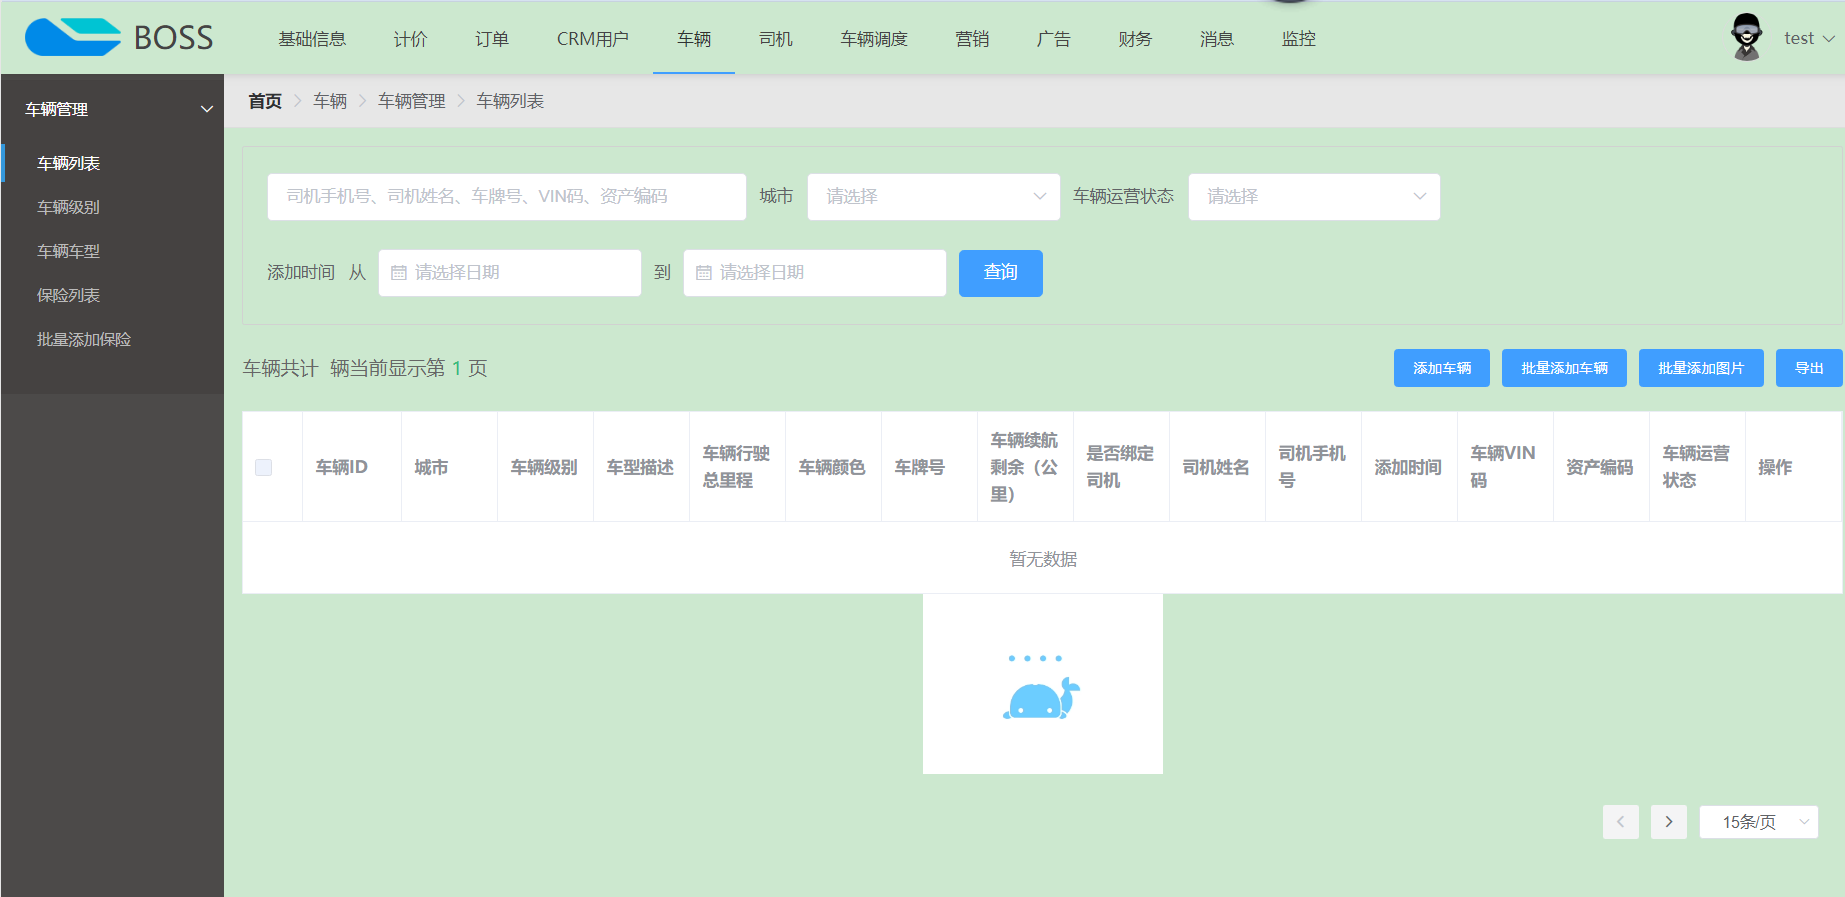 BOSS
基础信息 计价 订单 CRM用户 车辆 司机 车辆调度 营销 广告 财务 消息 监控
test
车辆管理
车辆列表
车辆级别
车辆车型
保险列表
批量添加保险
首页 车辆 车辆管理 车辆列表
司机手机号、司机姓名、车牌号、VIN码、资产编码 城市 请选择 车辆运营状态 请选择
添加时间 从 请选择日期 到 请选择日期 查询
车辆共计 辆当前显示第 1 页
添加车辆 批量添加车辆 批量添加图片 导出
车辆ID
城市
车辆级别
车型描述
车辆行驶
总里程
车辆颜色
车牌号
车辆续航
剩余（公
里）
是否绑定
司机
司机姓名
司机手机
号
添加时间
车辆VIN
码
资产编码
车辆运营
状态
操作
暂无数据
15条/页